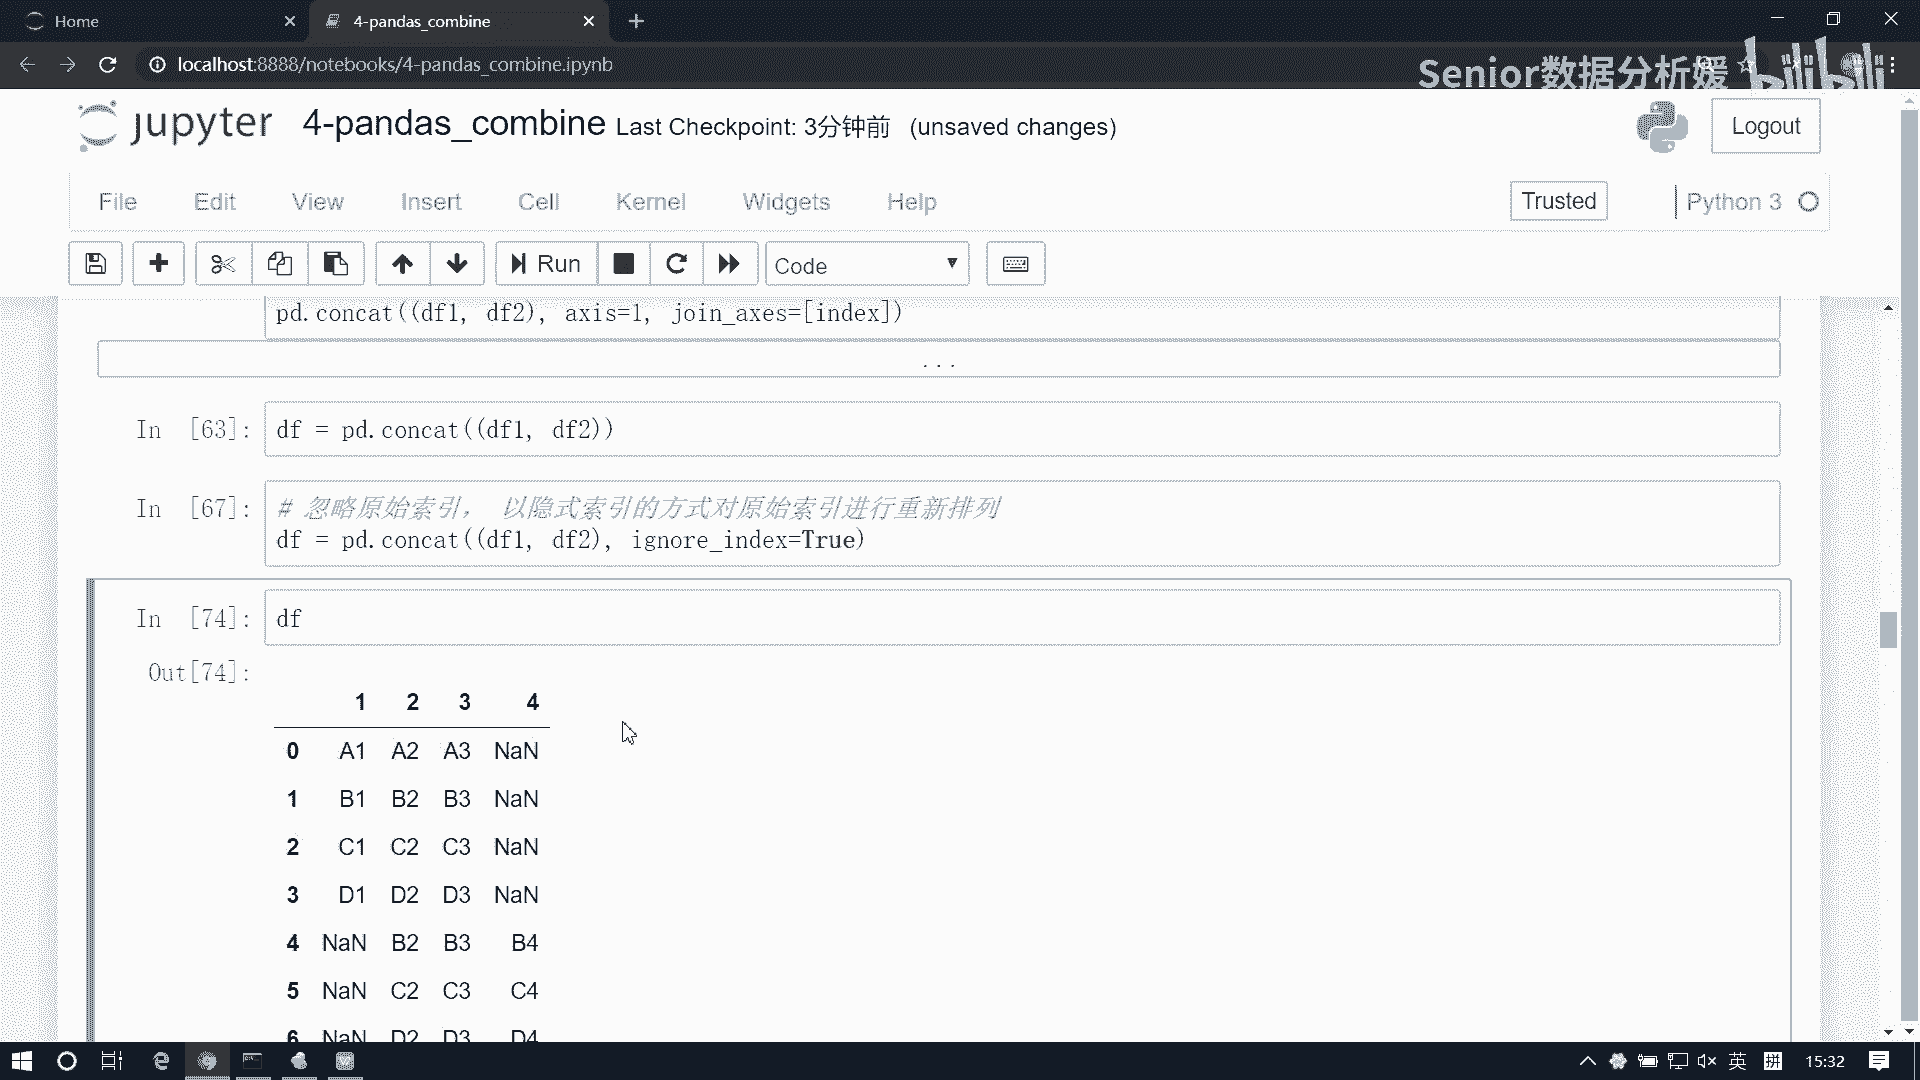 Home
4-pandas_combine
localhost:8888/notebooks/4-pandas_combine.ipynb
Senior数据分析媛 bilibili
jupyter 4-pandas_combine Last Checkpoint: 3分钟前 (unsaved changes)
Logout
File Edit View Insert Cell Kernel Widgets Help
Trusted
Python 3
Run
Code
pd.concat((df1, df2), axis=1, join_axes=[index])
...
In [63]: df = pd.concat((df1, df2))
In [67]: # 忽略原始索引， 以隐式索引的方式对原始索引进行重新排列
df = pd.concat((df1, df2), ignore_index=True)
In [74]: df
Out[74]:
1 2 3 4
0 A1 A2 A3 NaN
1 B1 B2 B3 NaN
2 C1 C2 C3 NaN
3 D1 D2 D3 NaN
4 NaN B2 B3 B4
5 NaN C2 C3 C4
6 NaN D2 D3 D4
英 拼 15:32